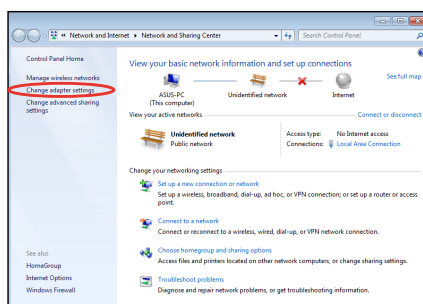 Network and Internet Network and Sharing Center
Search Control Panel
Control Panel Home
Manage wireless networks
Change adapter settings
Change advanced sharing
settings
View your basic network information and set up connections
See full map
ASUS-PC
(This computer)
Unidentified network
Internet
View your active networks
Connect or disconnect
Unidentified network
Public network
Access type: No Internet access
Connections: Local Area Connection
Change your networking settings
Set up a new connection or network
Set up a wireless, broadband, dial-up, ad hoc, or VPN connection; or set up a router or access
point.
Connect to a network
Connect or reconnect to a wireless, wired, dial-up, or VPN network connection.
Choose homegroup and sharing options
Access files and printers located on other network computers, or change sharing settings.
Troubleshoot problems
Diagnose and repair network problems, or get troubleshooting information.
See also
HomeGroup
Internet Options
Windows Firewall